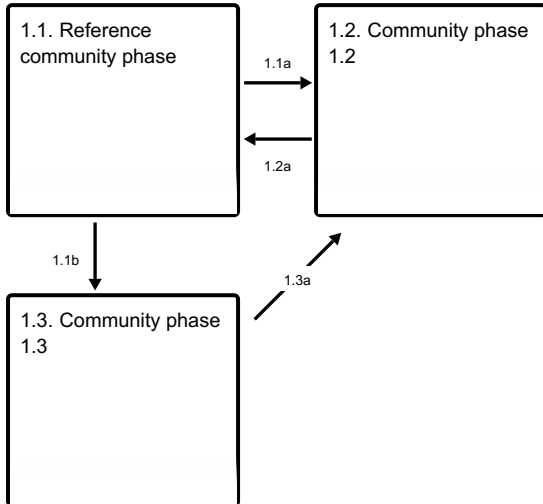 1.1. Reference
community phase
1.2. Community phase
1.2
1.1a
1.2a
1.1b
1.3a
1.3. Community phase
1.3